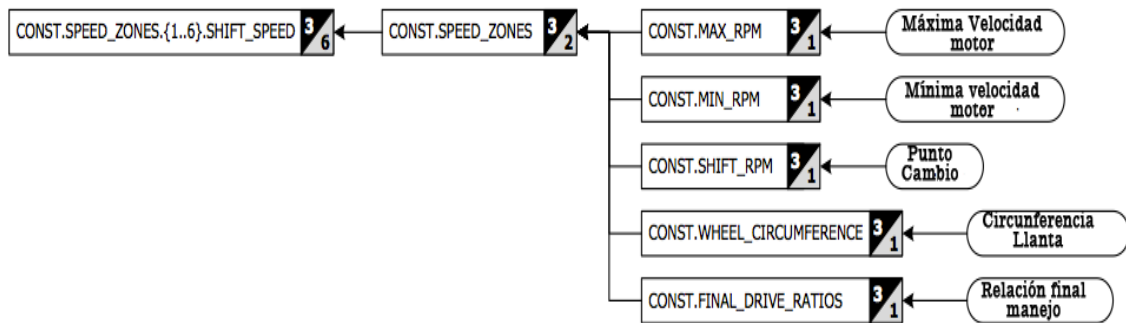 CONST.SPEED_ZONES.{1..6}.SHIFT_SPEED 3 6
CONST.SPEED_ZONES 3 2
CONST.MAX_RPM 3 1
Máxima Velocidad
motor
CONST.MIN_RPM 3 1
Mínima velocidad
motor
CONST.SHIFT_RPM 3 1
Punto
Cambio
CONST.WHEEL_CIRCUMFERENCE 3 1
Circunferencia
Llanta
CONST.FINAL_DRIVE_RATIOS 3 1
Relación final
manejo